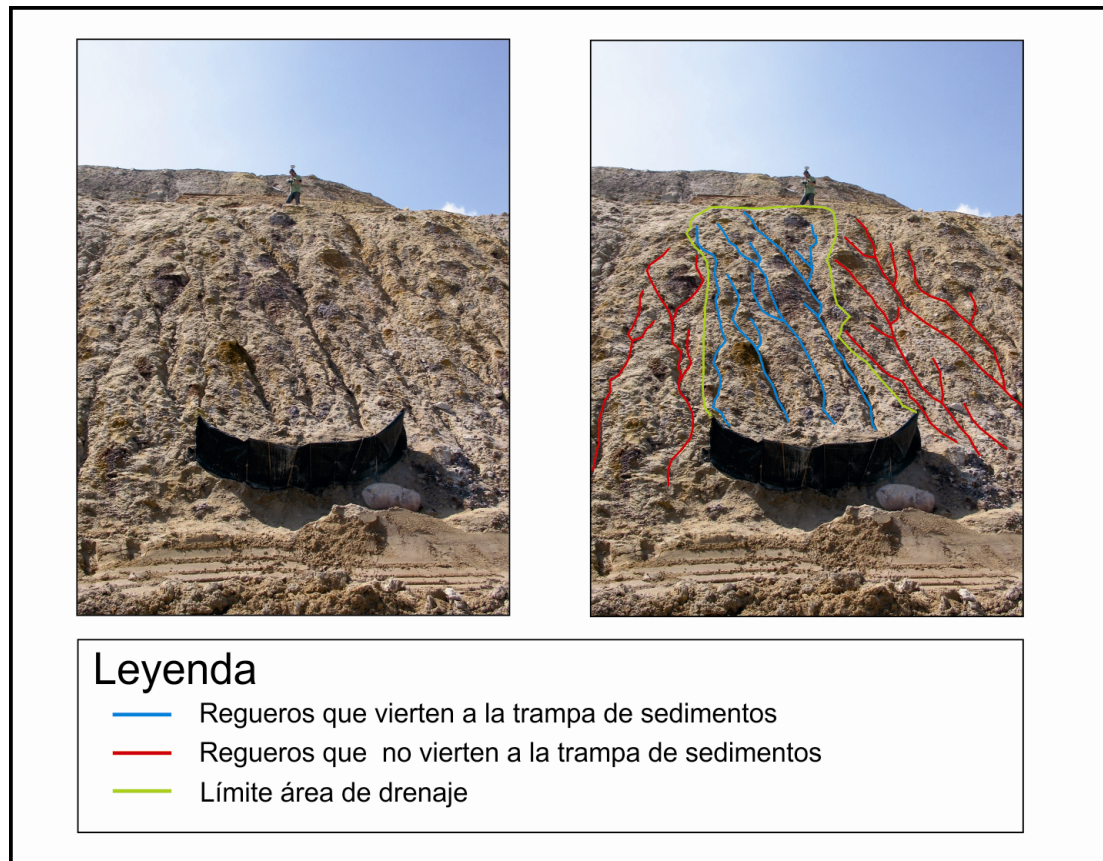 Leyenda
Regueros que vierten a la trampa de sedimentos
Regueros que no vierten a la trampa de sedimentos
Límite área de drenaje